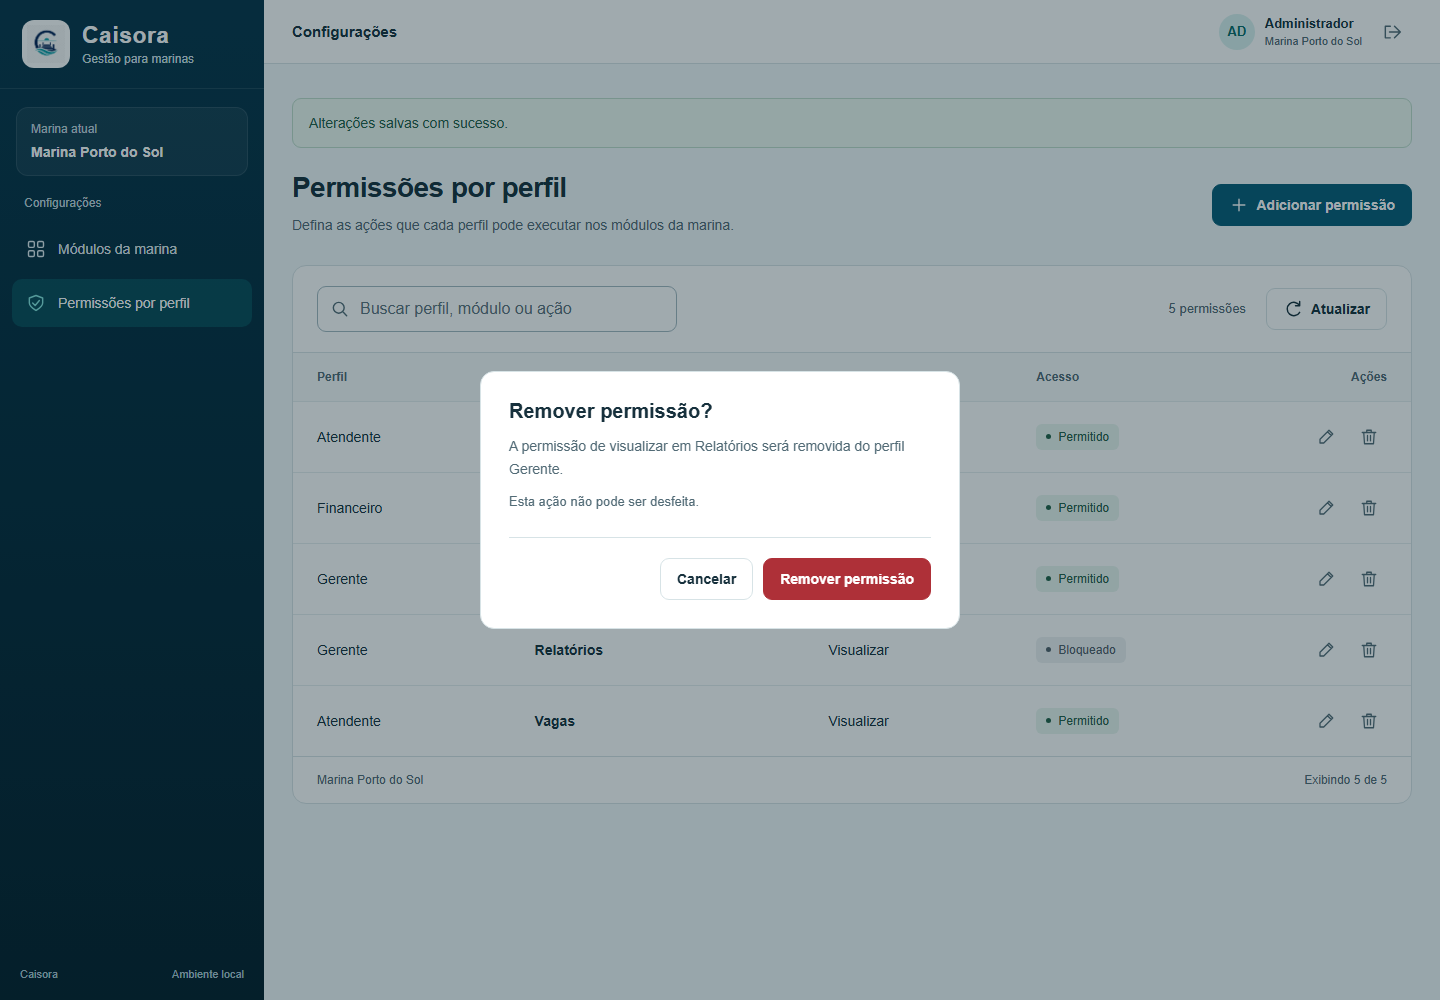 Caisora
Gestão para marinas
Marina atual
Marina Porto do Sol
Configurações
Módulos da marina
Permissões por perfil
Caisora
Ambiente local
Configurações
AD
Administrador
Marina Porto do Sol
Alterações salvas com sucesso.
Permissões por perfil
Defina as ações que cada perfil pode executar nos módulos da marina.
Adicionar permissão
Buscar perfil, módulo ou ação
5 permissões
Atualizar
Perfil
Acesso
Ações
Atendente
Permitido
Financeiro
Permitido
Gerente
Permitido
Gerente
Relatórios
Visualizar
Bloqueado
Atendente
Vagas
Visualizar
Permitido
Marina Porto do Sol
Exibindo 5 de 5
Remover permissão?
A permissão de visualizar em Relatórios será removida do perfil
Gerente.
Esta ação não pode ser desfeita.
Cancelar
Remover permissão